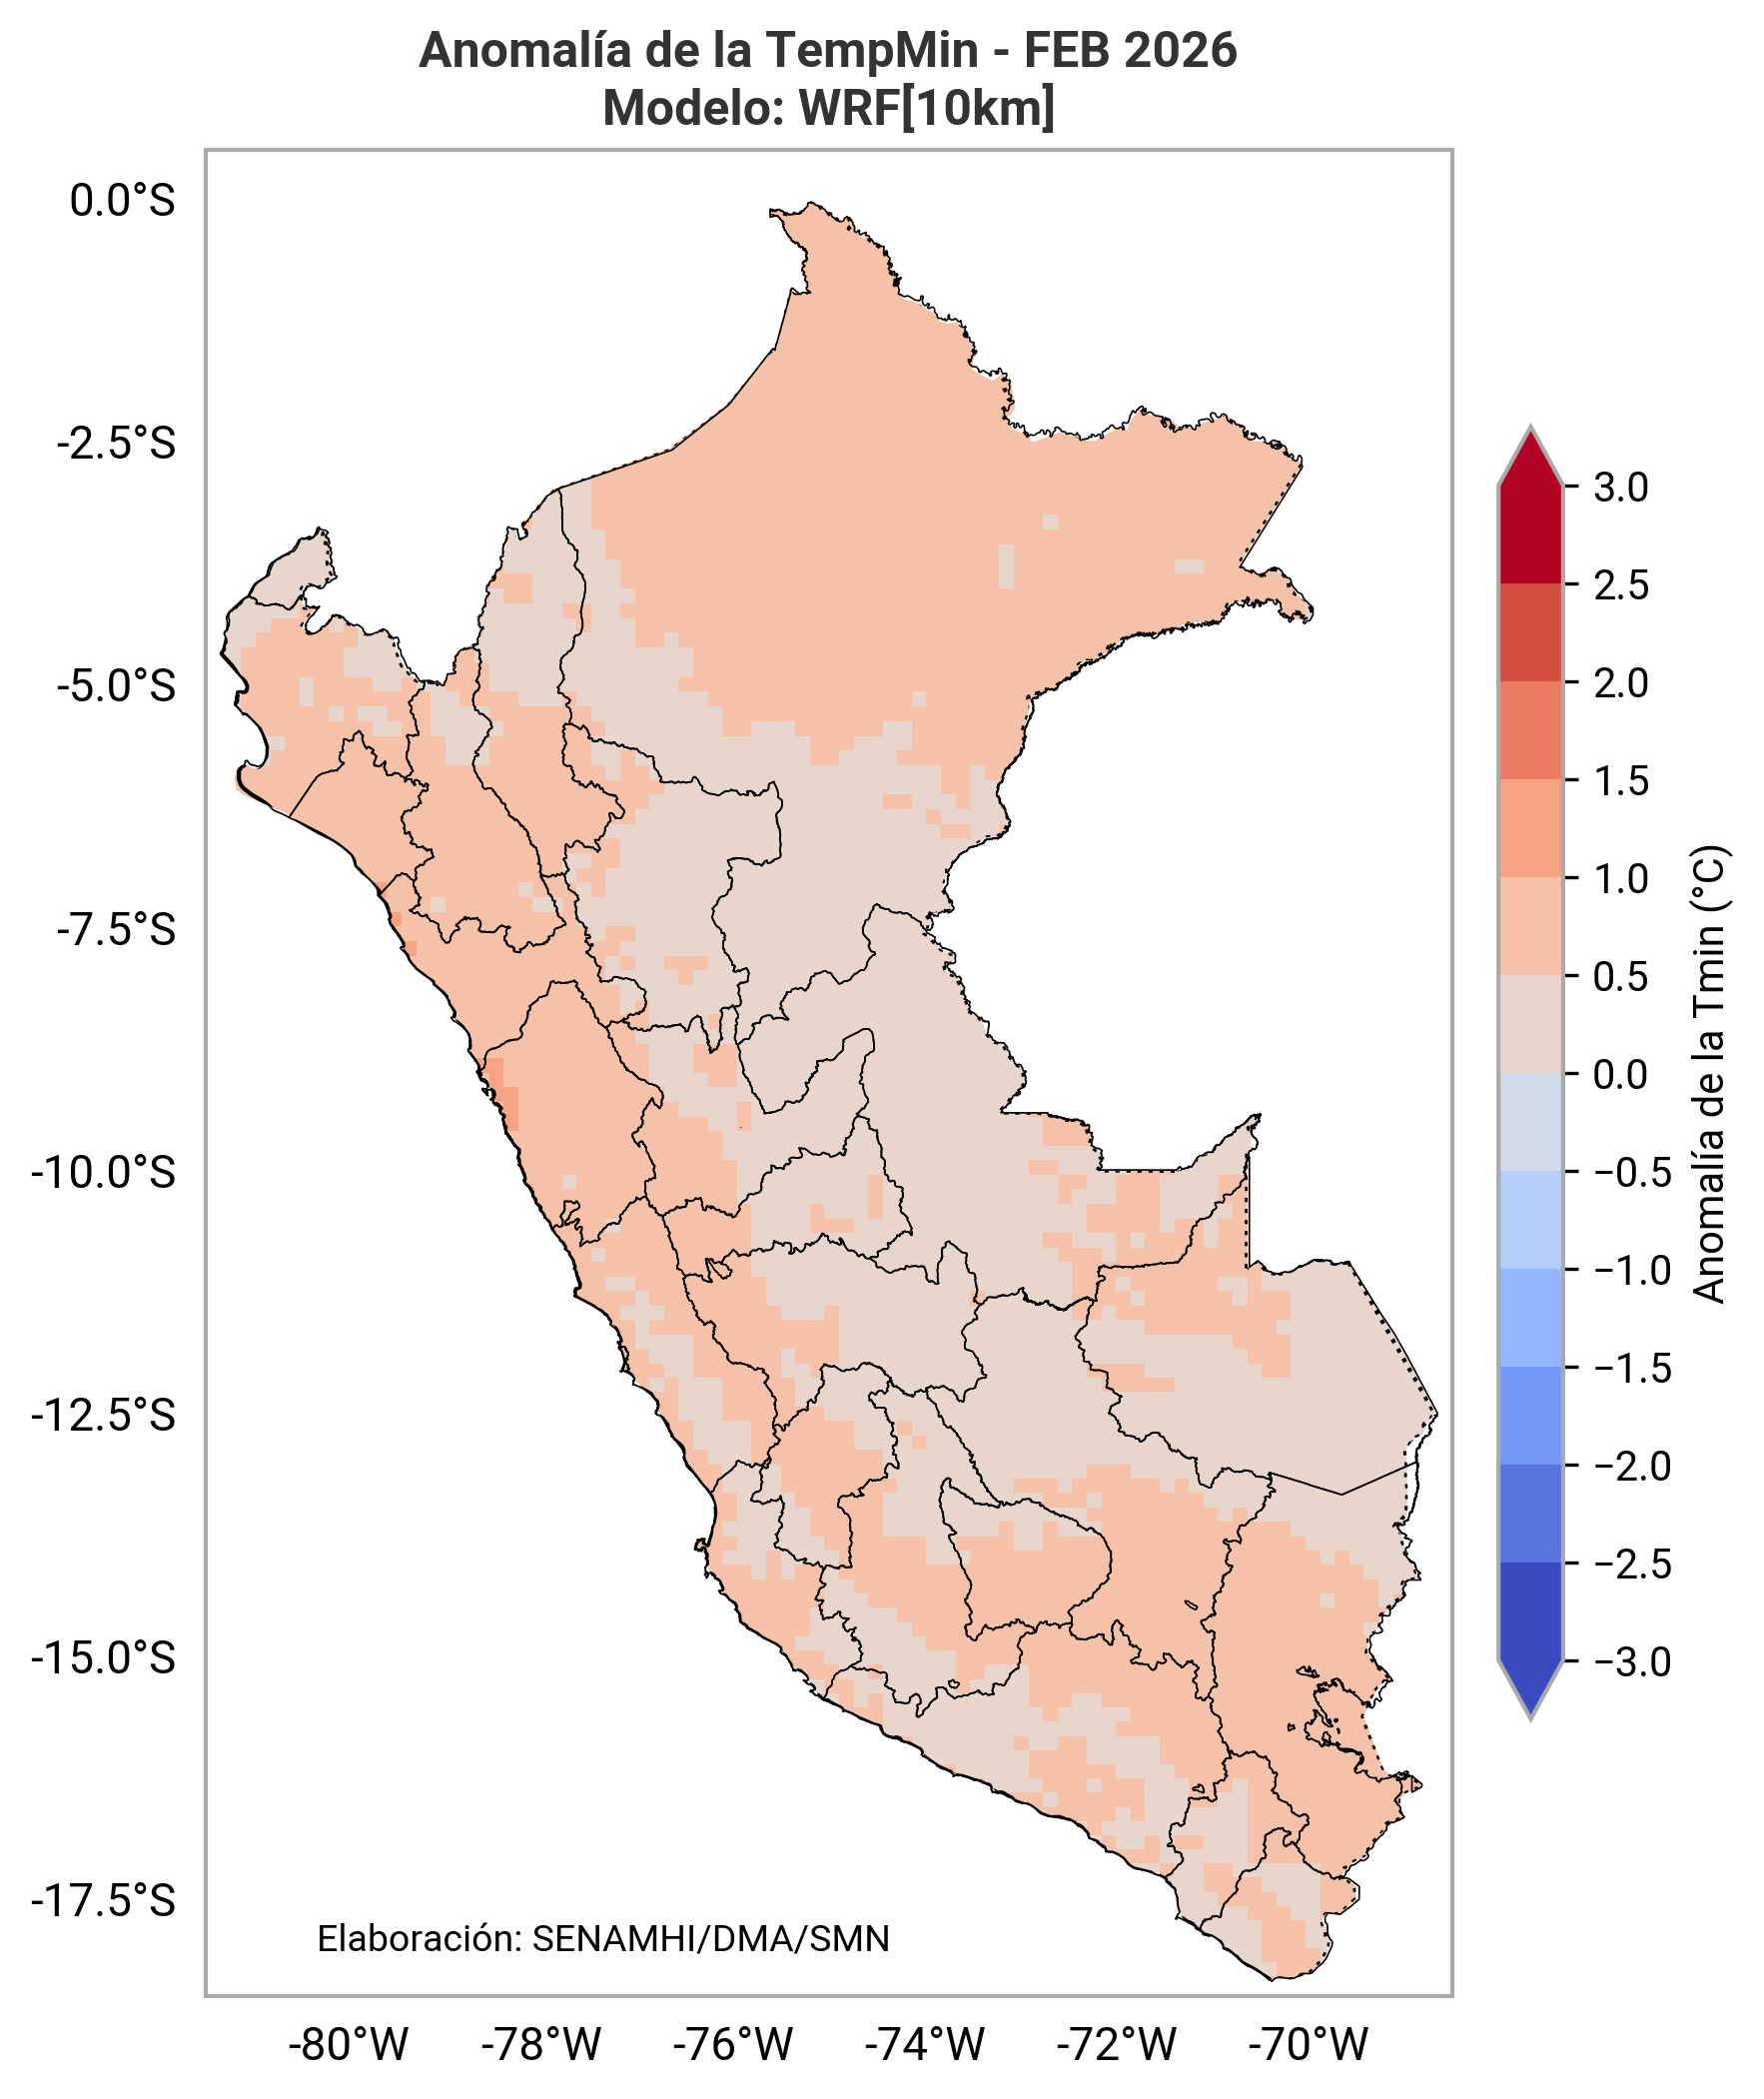 Anomalía de la TempMin - FEB 2026
Modelo: WRF[10km]
0.0°S
-2.5°S
-5.0°S
-7.5°S
-10.0°S
-12.5°S
-15.0°S
-17.5°S
-80°W
-78°W
-76°W
-74°W
-72°W
-70°W
Elaboración: SENAMHI/DMA/SMN
3.0
2.5
2.0
1.5
1.0
0.5
0.0
−0.5
−1.0
−1.5
−2.0
−2.5
−3.0
Anomalía de la Tmin (°C)